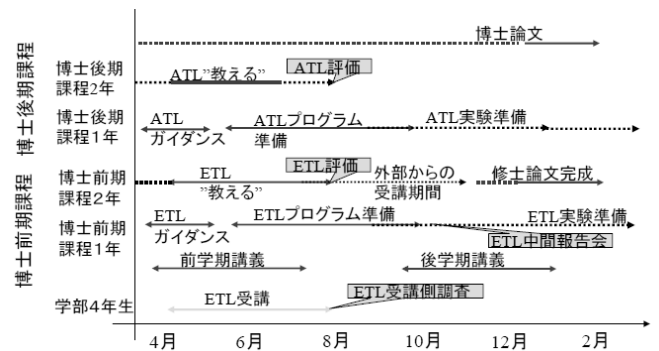 博士後期課程
博士前期課程
博士論文
博士後期
課程2年
ATL”教える”
ATL評価
博士後期
課程1年
ATL
ガイダンス
ATLプログラム
準備
ATL実験準備
博士前期
課程2年
ETL
”教える”
ETL評価
外部からの
受講期間
修士論文完成
博士前期
課程1年
ETL
ガイダンス
ETLプログラム準備
ETL実験準備
ETL中間報告会
前学期講義
後学期講義
学部4年生
ETL受講
ETL受講側調査
4月 6月 8月 10月 12月 2月